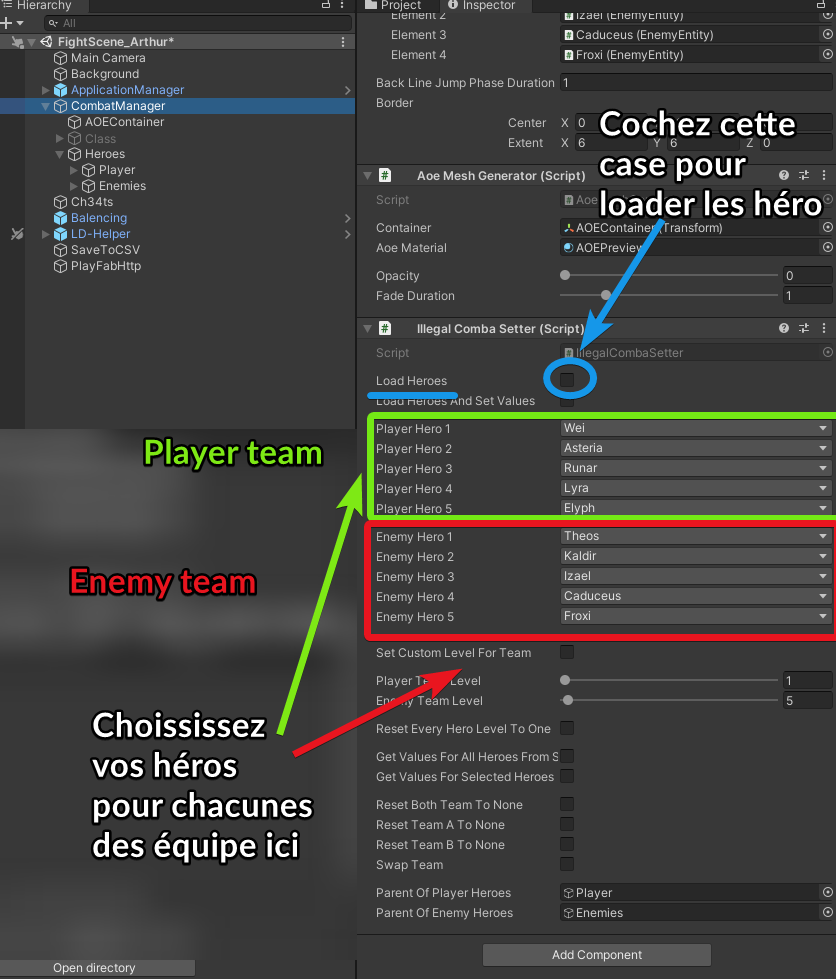 Hierarchy
All
FightScene_Arthur*
Main Camera
Background
ApplicationManager
CombatManager
AOEContainer
Class
Heroes
Player
Enemies
Ch34ts
Balencing
LD-Helper
SaveToCSV
PlayFabHttp
Project
Inspector
Element 2 Izael (EnemyEntity)
Element 3 Caduceus (EnemyEntity)
Element 4 Froxi (EnemyEntity)
Back Line Jump Phase Duration 1
Border
Center X 0
Extent X 6 Y 6 Z 0
Cochez cette
case pour
loader les héro
# Aoe Mesh Generator (Script)
Script
Container AOEContainer (Transform)
Aoe Material AOEPreview
Opacity 0
Fade Duration 1
# Illegal Comba Setter (Script)
Script # IllegalCombaSetter
Load Heroes
Load Heroes And Set Values
Player team
Player Hero 1 Wei
Player Hero 2 Asteria
Player Hero 3 Runar
Player Hero 4 Lyra
Player Hero 5 Elyph
Enemy team
Enemy Hero 1 Theos
Enemy Hero 2 Kaldir
Enemy Hero 3 Izael
Enemy Hero 4 Caduceus
Enemy Hero 5 Froxi
Set Custom Level For Team
Player Team Level 1
Enemy Team Level 5
Reset Every Hero Level To One
Get Values For All Heroes From S
Get Values For Selected Heroes
Reset Both Team To None
Reset Team A To None
Reset Team B To None
Swap Team
Parent Of Player Heroes Player
Parent Of Enemy Heroes Enemies
Add Component
Choississez
vos héros
pour chacunes
des équipe ici
Open directory